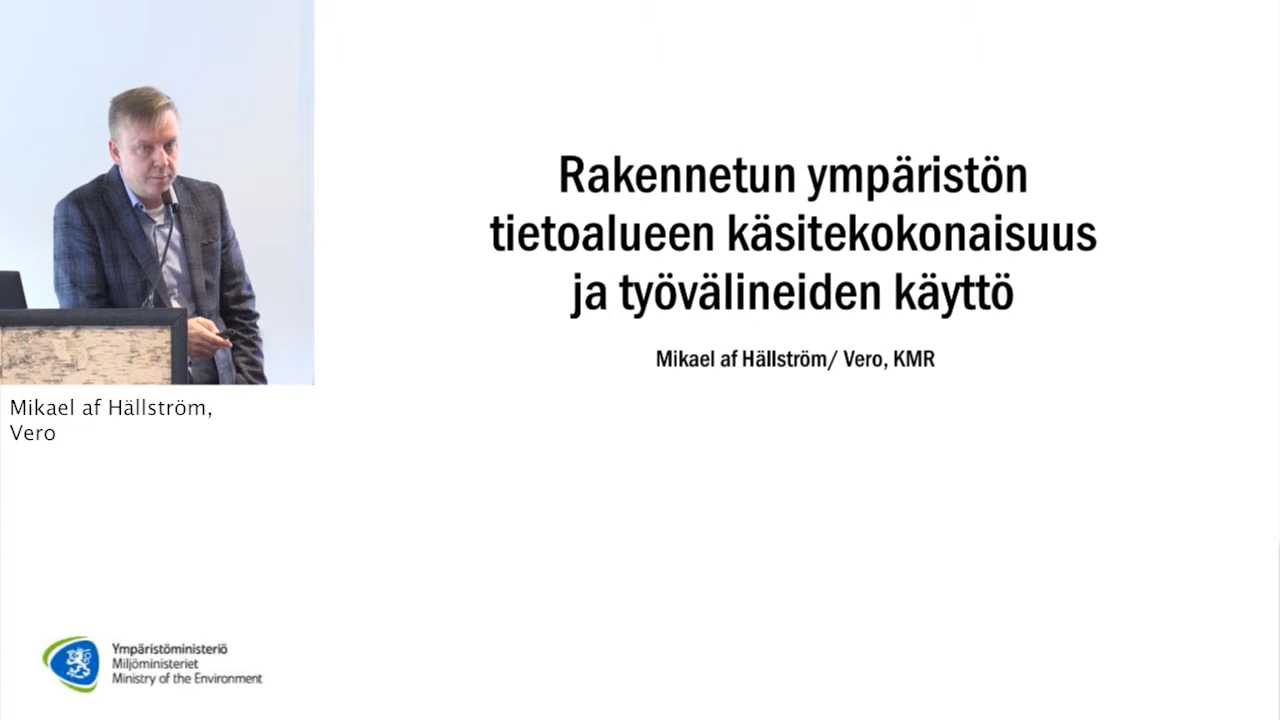 Rakennetun ympäristön
tietoalueen käsitekokonaisuus
ja työvälineiden käyttö
Mikael af Hällström/ Vero, KMR
Mikael af Hällström,
Vero
Ympäristöministeriö
Miljöministeriet
Ministry of the Environment